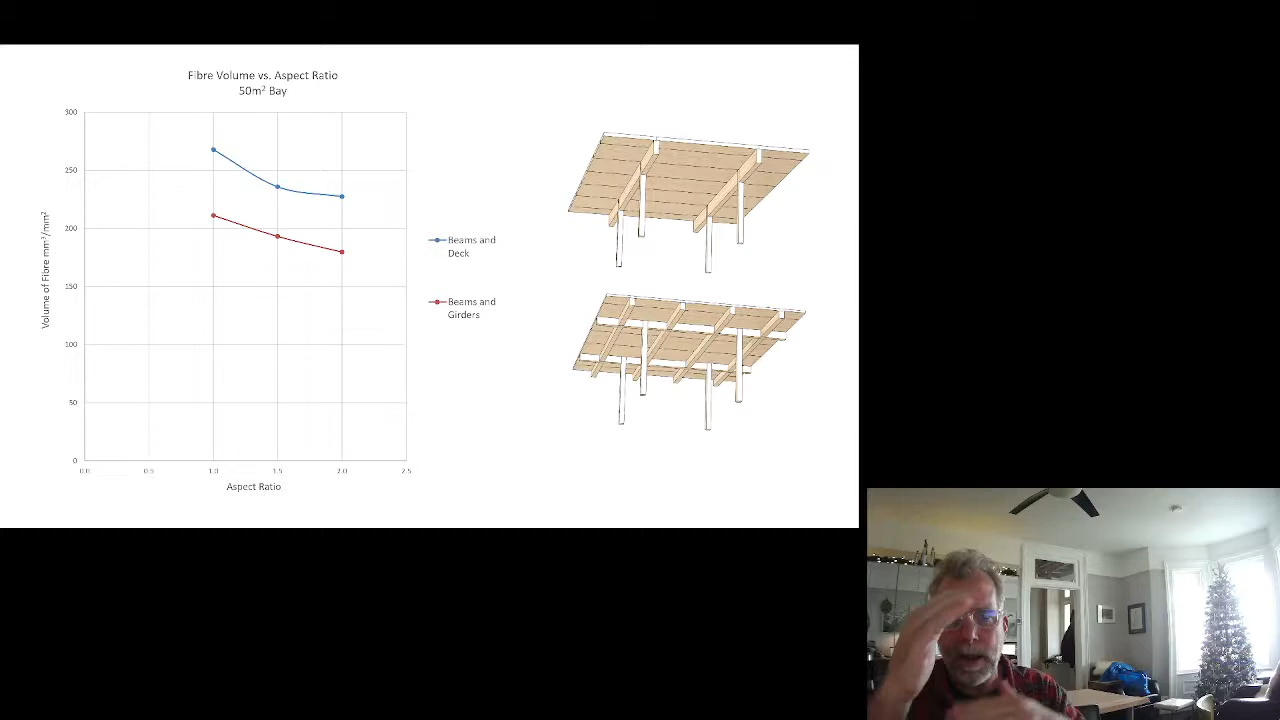 Fibre Volume vs. Aspect Ratio
50m² Bay
300
250
200
150
100
50
0
0.0
0.5
1.0
1.5
2.0
2.5
Volume of Fibre mm³/mm²
Aspect Ratio
Beams and
Deck
Beams and
Girders